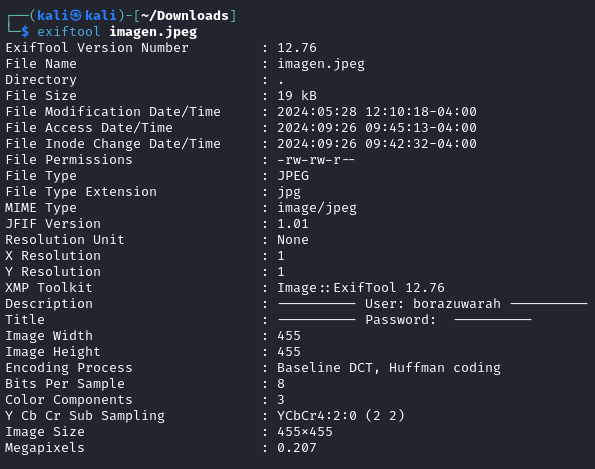 ┌──(kali㉿kali)-[~/Downloads]
└─$ exiftool imagen.jpeg
ExifTool Version Number         : 12.76
File Name                       : imagen.jpeg
Directory                       : .
File Size                       : 19 kB
File Modification Date/Time     : 2024:05:28 12:10:18-04:00
File Access Date/Time           : 2024:09:26 09:45:13-04:00
File Inode Change Date/Time     : 2024:09:26 09:42:32-04:00
File Permissions                : -rw-rw-r--
File Type                       : JPEG
File Type Extension             : jpg
MIME Type                       : image/jpeg
JFIF Version                    : 1.01
Resolution Unit                 : None
X Resolution                    : 1
Y Resolution                    : 1
XMP Toolkit                     : Image::ExifTool 12.76
Description                     : ---------- User: borazuwarah ----------
Title                           : ---------- Password:  ----------
Image Width                     : 455
Image Height                    : 455
Encoding Process                : Baseline DCT, Huffman coding
Bits Per Sample                 : 8
Color Components                : 3
Y Cb Cr Sub Sampling            : YCbCr4:2:0 (2 2)
Image Size                      : 455x455
Megapixels                      : 0.207